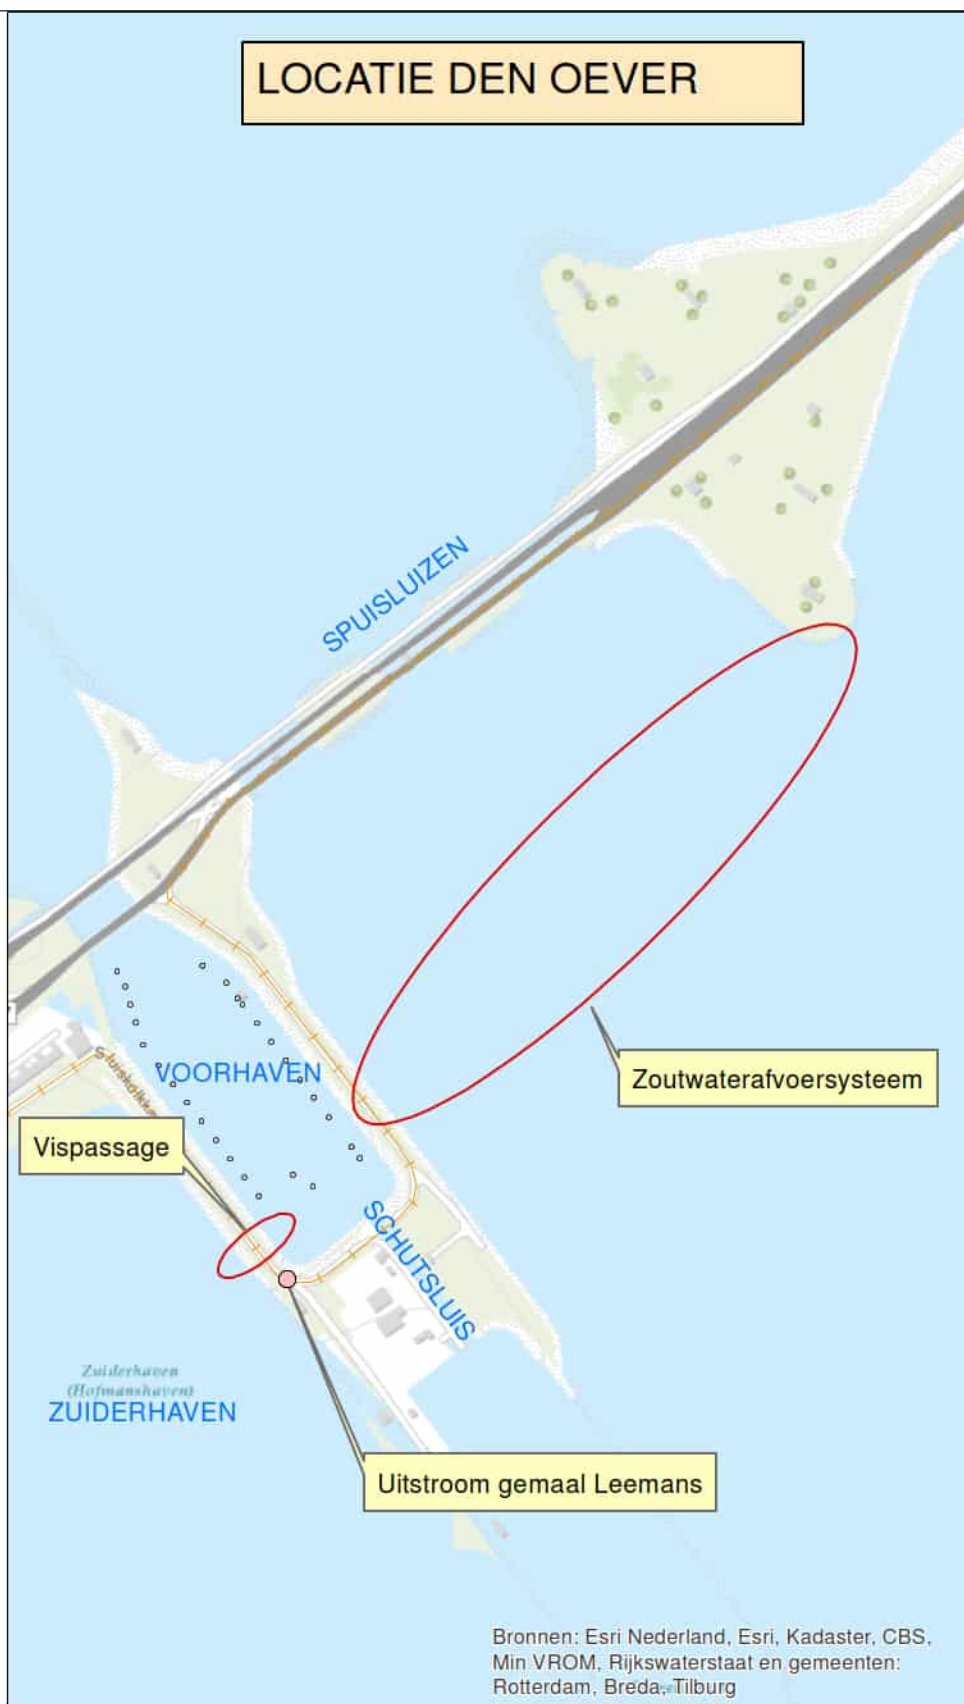 LOCATIE DEN OEVER
SPUISLUIZEN
VOORHAVEN
Zoutwaterafvoersysteem
Vispassage
SCHUTSLUIS
Zuiderhaven
(Hofmanshaven)
ZUIDERHAVEN
Uitstroom gemaal Leemans
Bronnen: Esri Nederland, Esri, Kadaster, CBS,
Min VROM, Rijkswaterstaat en gemeenten:
Rotterdam, Breda, Tilburg